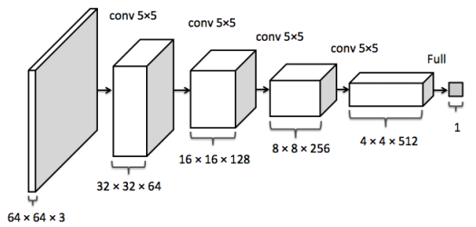 conv 5×5
conv 5×5
conv 5×5
conv 5×5
Full
64 × 64 × 3
32 × 32 × 64
16 × 16 × 128
8 × 8 × 256
4 × 4 × 512
1